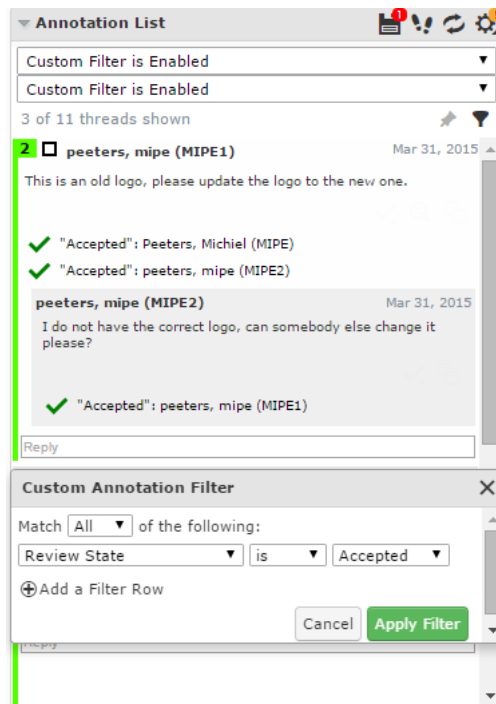 Annotation List
1
Custom Filter is Enabled
Custom Filter is Enabled
3 of 11 threads shown
2 peeters, mipe (MIPE1) Mar 31, 2015
This is an old logo, please update the logo to the new one.
"Accepted": Peeters, Michiel (MIPE)
"Accepted": peeters, mipe (MIPE2)
peeters, mipe (MIPE2) Mar 31, 2015
I do not have the correct logo, can somebody else change it
please?
"Accepted": peeters, mipe (MIPE1)
Reply
Custom Annotation Filter
Match All of the following:
Review State is Accepted
Add a Filter Row
Cancel Apply Filter
Reply